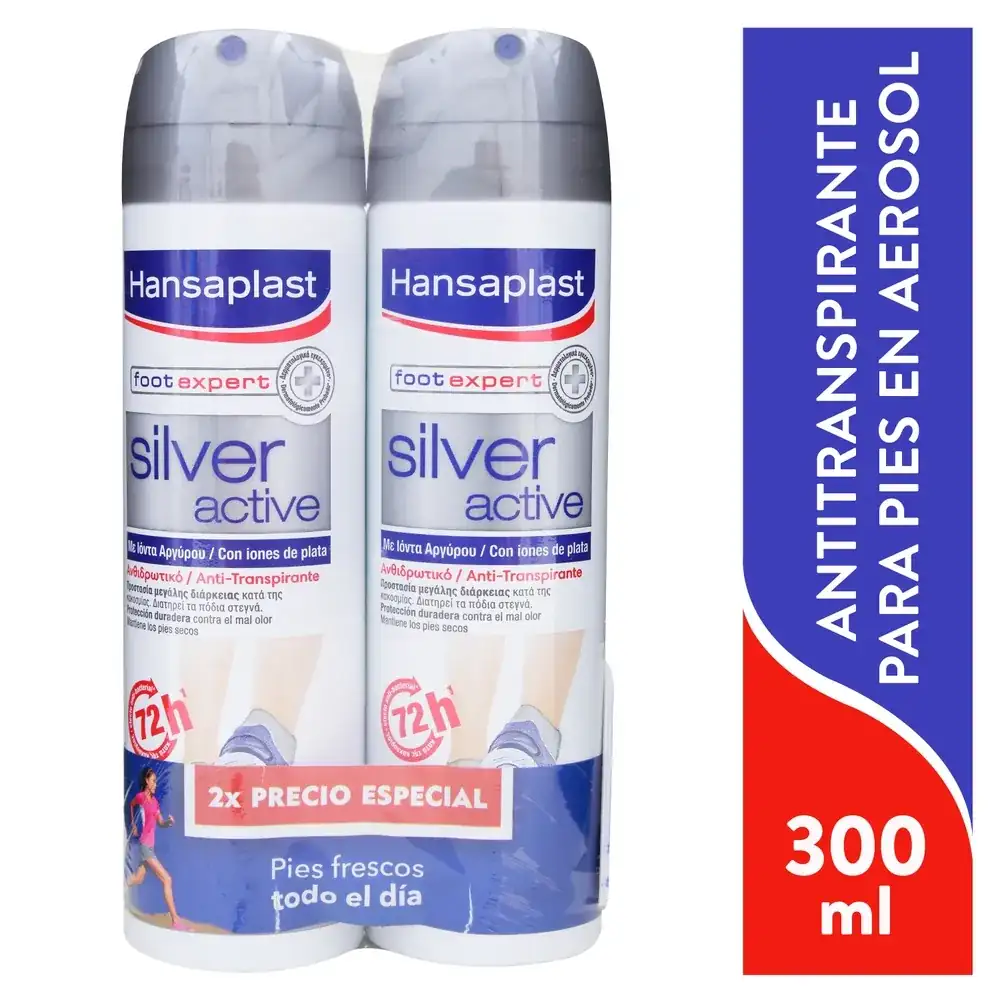 Hansaplast
foot expert
silver
active
Με Ιόντα Αργύρου / Con iones de plata
Ανθιδρωτικό / Anti-Transpirante
Προστασία μεγάλης διάρκειας κατά της
κακοσμίας. Διατηρεί τα πόδια στεγνά.
Protección duradera contra el mal olor
Mantiene los pies secos
72h
Hansaplast
foot expert
silver
active
Με Ιόντα Αργύρου / Con iones de plata
Ανθιδρωτικό / Anti-Transpirante
Προστασία μεγάλης διάρκειας κατά της
κακοσμίας. Διατηρεί τα πόδια στεγνά.
Protección duradera contra el mal olor
Mantiene los pies secos
72h
2x PRECIO ESPECIAL
Pies frescos
todo el día
ANTITRANSPIRANTE
PARA PIES EN AEROSOL
300
ml